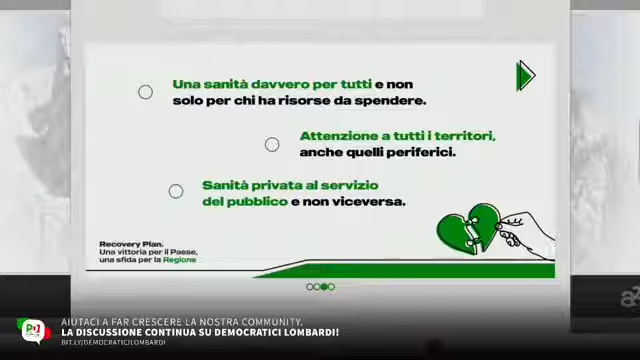 Una sanità davvero per tutti e non
solo per chi ha risorse da spendere.
Attenzione a tutti i territori,
anche quelli periferici.
Sanità privata al servizio
del pubblico e non viceversa.
Recovery Plan.
Una vittoria per il Paese,
una sfida per la Regione
PD
AIUTACI A FAR CRESCERE LA NOSTRA COMMUNITY.
LA DISCUSSIONE CONTINUA SU DEMOCRATICI LOMBARDI!
BIT.LY/DEMOCRATICILOMBARDI